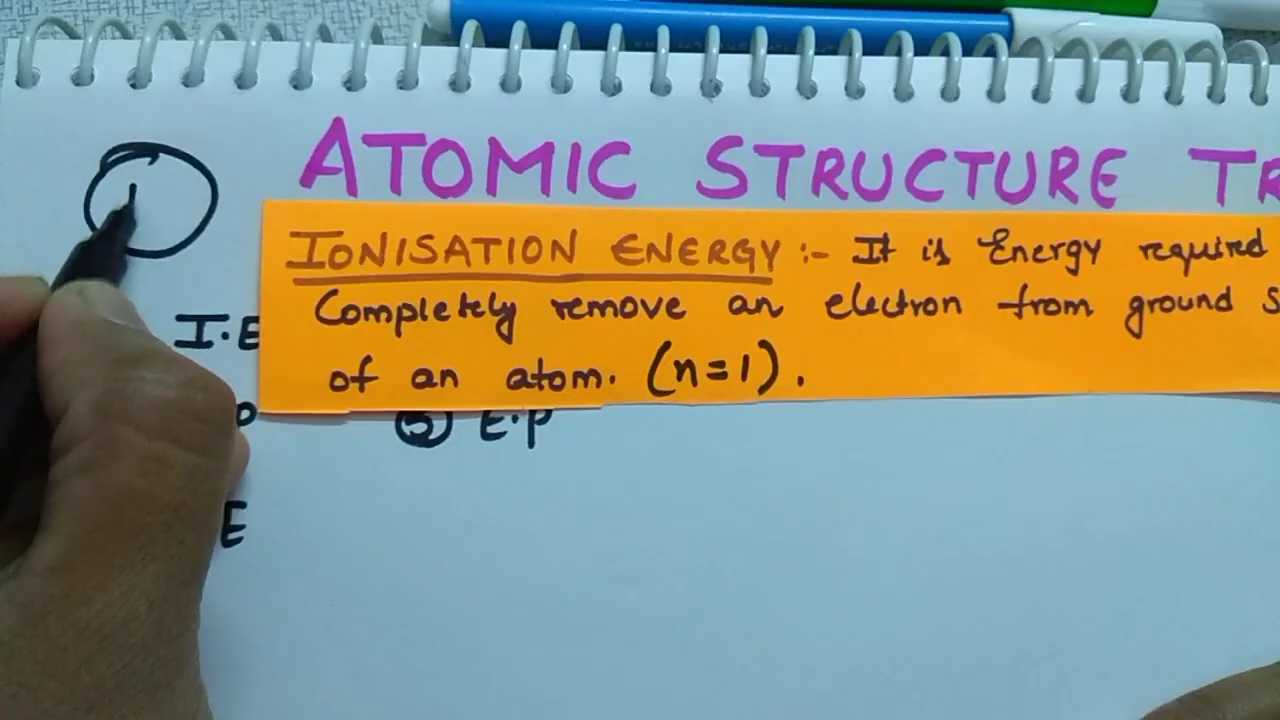 ATOMIC STRUCTURE TR
IONISATION ENERGY :- It is Energy required
Completely remove an electron from ground S
of an atom. (n=1).
I.E
E.P
E